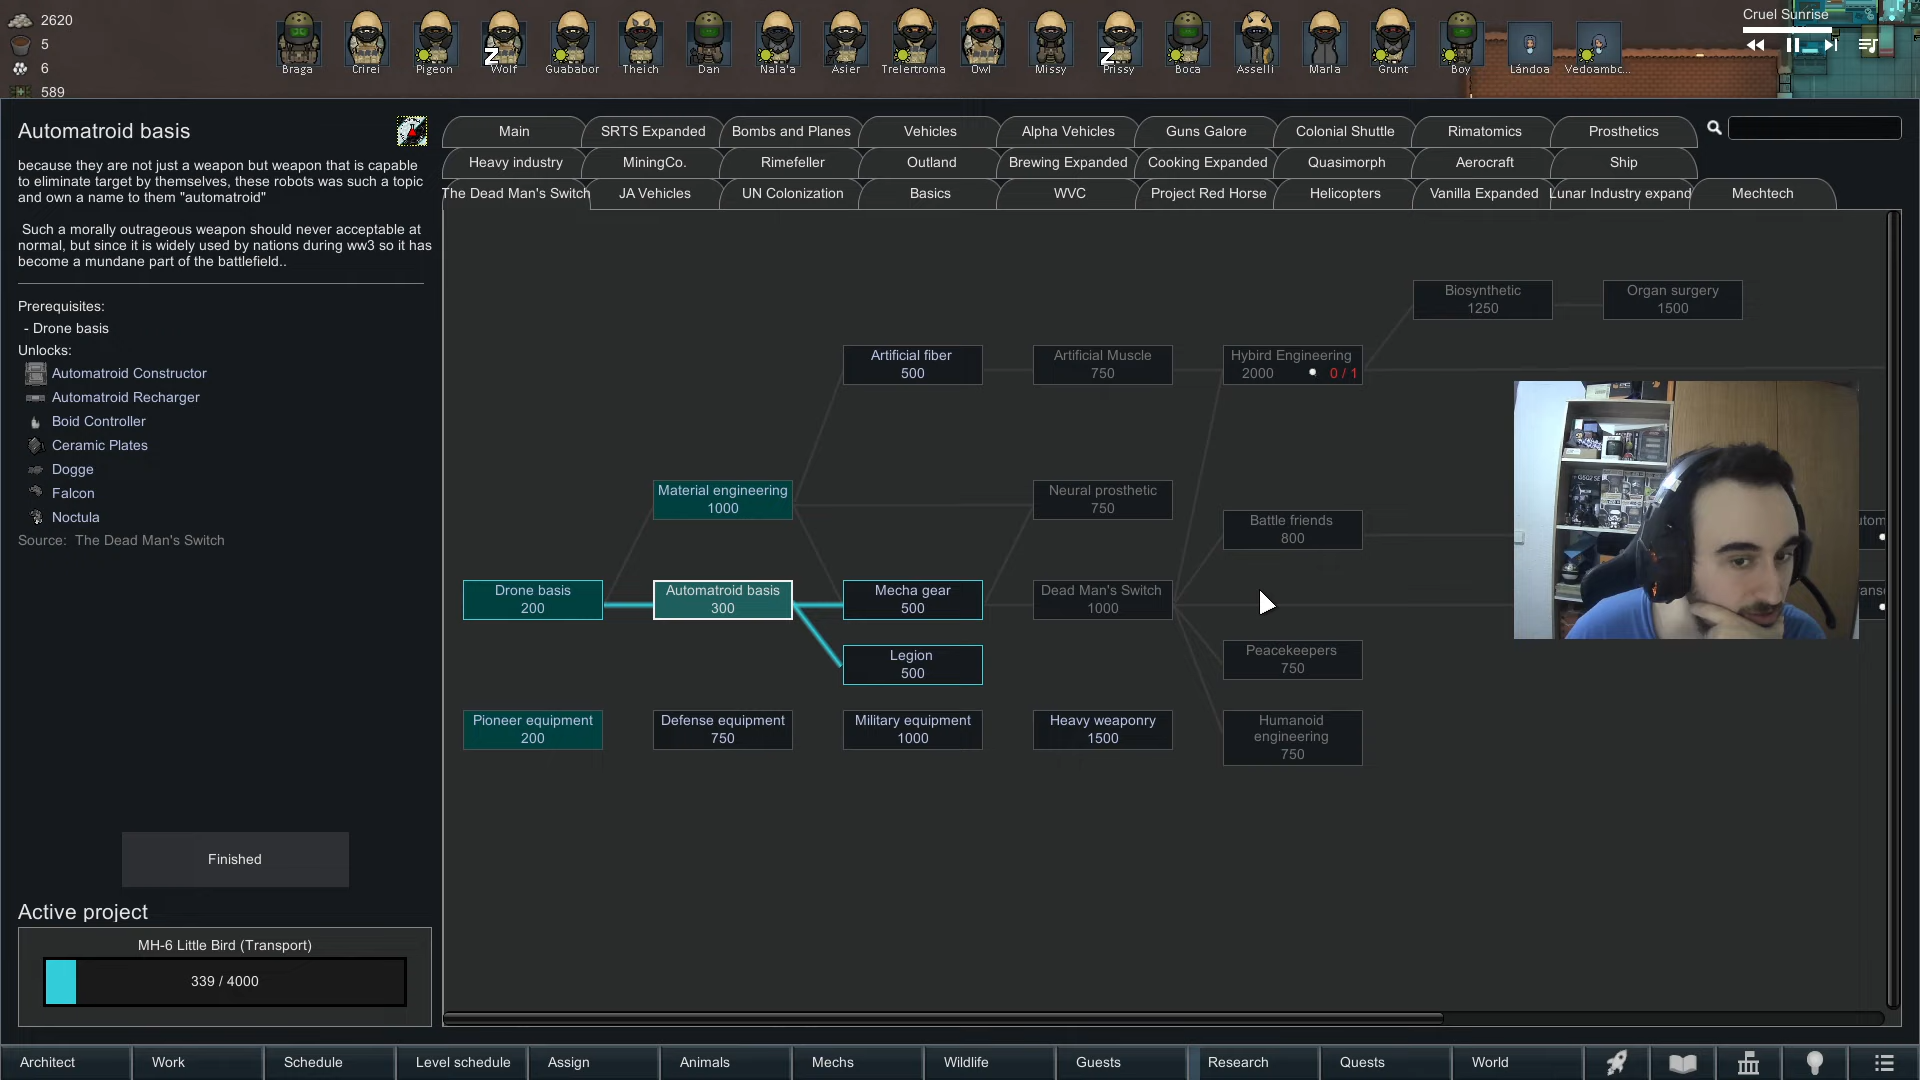 2620
5
6
589
Braga
Crirei
Pigeon
Z
Wolf
Guababor
Theich
Dan
Nala'a
Asier
Trelertroma
Owl
Missy
Z
Prissy
Boca
Asselli
Marla
Grunt
Boy
Lándoa
Vedoambc...
Cruel Sunrise
Automatroid basis
because they are not just a weapon but weapon that is capable
to eliminate target by themselves, these robots was such a topic
and own a name to them "automatroid"
Such a morally outrageous weapon should never acceptable at
normal, but since it is widely used by nations during ww3 so it has
become a mundane part of the battlefield..
Prerequisites:
- Drone basis
Unlocks:
Automatroid Constructor
Automatroid Recharger
Boid Controller
Ceramic Plates
Dogge
Falcon
Noctula
Source: The Dead Man's Switch
Finished
Active project
MH-6 Little Bird (Transport)
339 / 4000
Main
SRTS Expanded
Bombs and Planes
Vehicles
Alpha Vehicles
Guns Galore
Colonial Shuttle
Rimatomics
Prosthetics
Heavy industry
MiningCo.
Rimefeller
Outland
Brewing Expanded
Cooking Expanded
Quasimorph
Aerocraft
Ship
The Dead Man's Switch
JA Vehicles
UN Colonization
Basics
WVC
Project Red Horse
Helicopters
Vanilla Expanded
Lunar Industry expand
Mechtech
Biosynthetic
1250
Organ surgery
1500
Artificial fiber
500
Artificial Muscle
750
Hybird Engineering
2000 0 / 1
Material engineering
1000
Neural prosthetic
750
Battle friends
800
Drone basis
200
Automatroid basis
300
Mecha gear
500
Dead Man's Switch
1000
Legion
500
Peacekeepers
750
Pioneer equipment
200
Defense equipment
750
Military equipment
1000
Heavy weaponry
1500
Humanoid
engineering
750
Architect
Work
Schedule
Level schedule
Assign
Animals
Mechs
Wildlife
Guests
Research
Quests
World